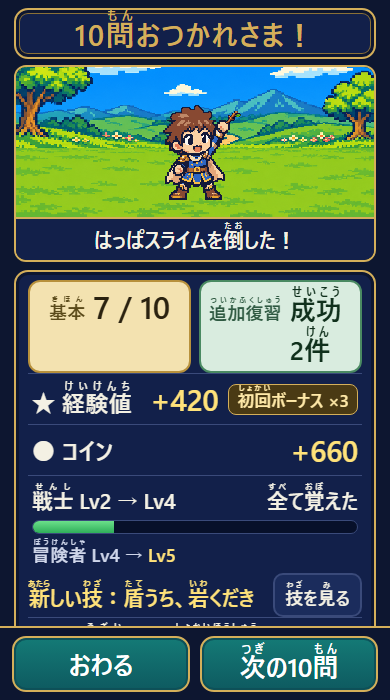 10問おつかれさま！
はっぱスライムを倒した！
基本 7 / 10
追加復習 成功 2件
★ 経験値 +420 初回ボーナス ×3
コイン +660
戦士 Lv2 → Lv4 全て覚えた
冒険者 Lv4 → Lv5
新しい技：盾うち、岩くだき 技を見る
おわる 次の10問